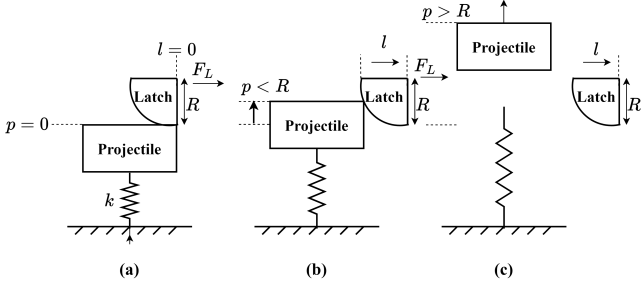 l = 0
F_L
Latch
R
p = 0
Projectile
k
(a)
l
F_L
p < R
Latch
R
Projectile
(b)
p > R
Projectile
l
Latch
R
(c)